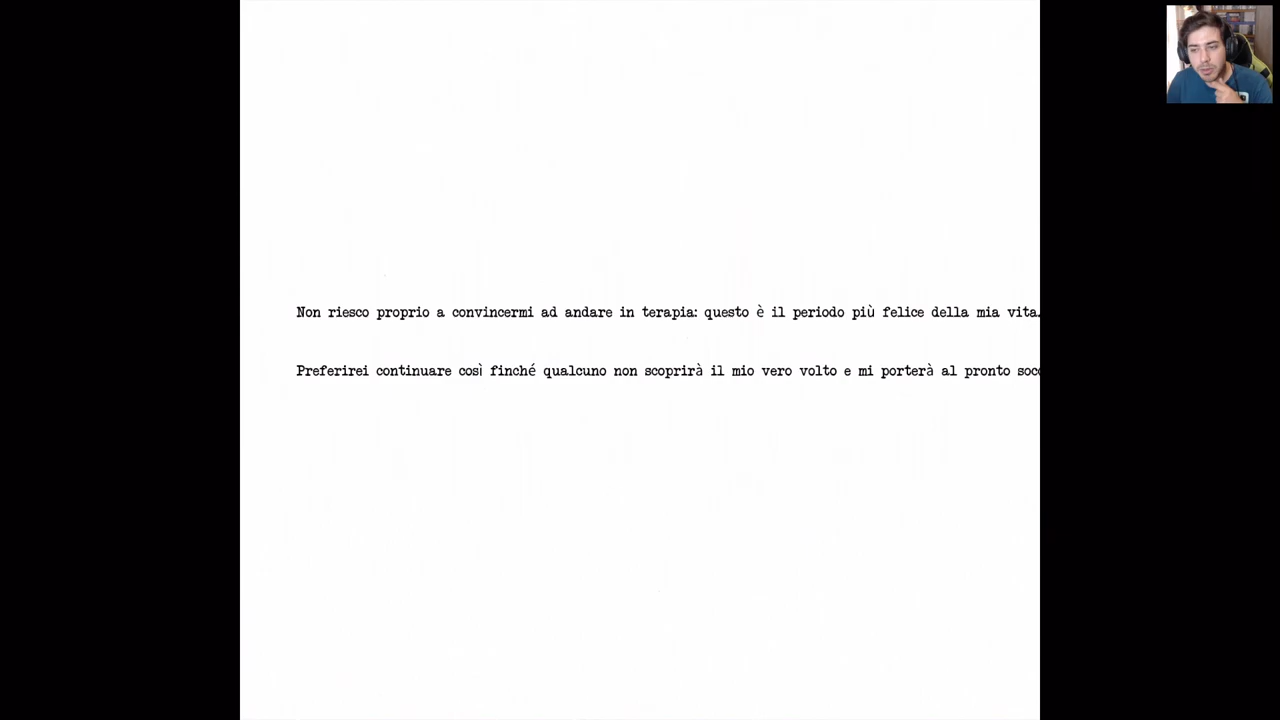 Non riesco proprio a convincermi ad andare in terapia: questo è il periodo più felice della mia vita.
Preferirei continuare così finché qualcuno non scoprirà il mio vero volto e mi porterà al pronto